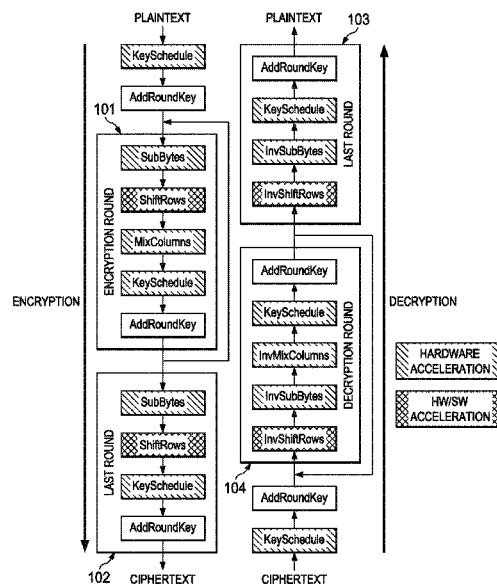 PLAINTEXT
KeySchedule
AddRoundKey
101
ENCRYPTION ROUND
SubBytes
ShiftRows
MixColumns
KeySchedule
AddRoundKey
ENCRYPTION
LAST ROUND
SubBytes
ShiftRows
KeySchedule
AddRoundKey
102
CIPHERTEXT
PLAINTEXT
103
AddRoundKey
KeySchedule
InvSubBytes
InvShiftRows
LAST ROUND
AddRoundKey
KeySchedule
InvMixColumns
InvSubBytes
InvShiftRows
DECRYPTION ROUND
104
AddRoundKey
KeySchedule
CIPHERTEXT
DECRYPTION
HARDWARE
ACCELERATION
HW/SW
ACCELERATION